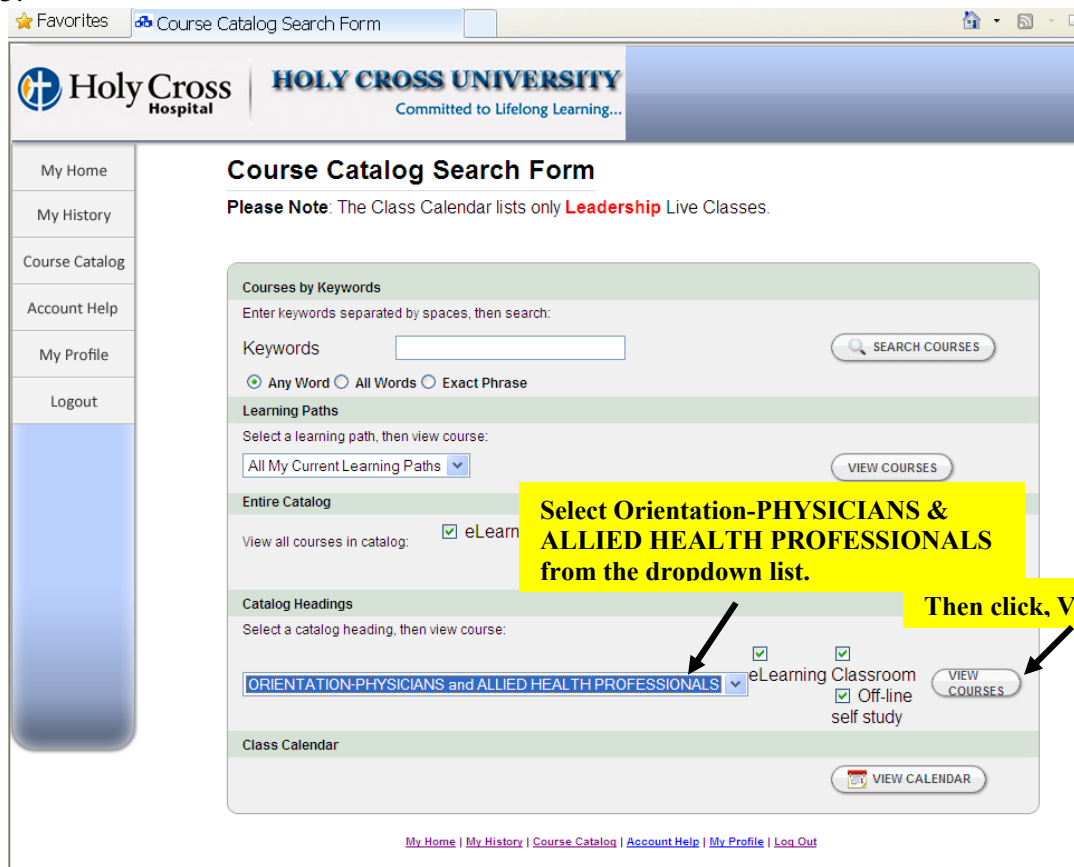 Favorites
Course Catalog Search Form
Holy Cross
Hospital
HOLY CROSS UNIVERSITY
Committed to Lifelong Learning...
My Home
My History
Course Catalog
Account Help
My Profile
Logout
Course Catalog Search Form
Please Note: The Class Calendar lists only Leadership Live Classes.
Courses by Keywords
Enter keywords separated by spaces, then search:
Keywords
SEARCH COURSES
Any Word All Words Exact Phrase
Learning Paths
Select a learning path, then view course:
All My Current Learning Paths
VIEW COURSES
Entire Catalog
View all courses in catalog:
eLearn
Select Orientation-PHYSICIANS &
ALLIED HEALTH PROFESSIONALS
from the dropdown list.
Catalog Headings
Then click, V
Select a catalog heading, then view course:
ORIENTATION-PHYSICIANS and ALLIED HEALTH PROFESSIONALS
eLearning Classroom
Off-line
self study
VIEW
COURSES
Class Calendar
VIEW CALENDAR
My Home | My History | Course Catalog | Account Help | My Profile | Log Out